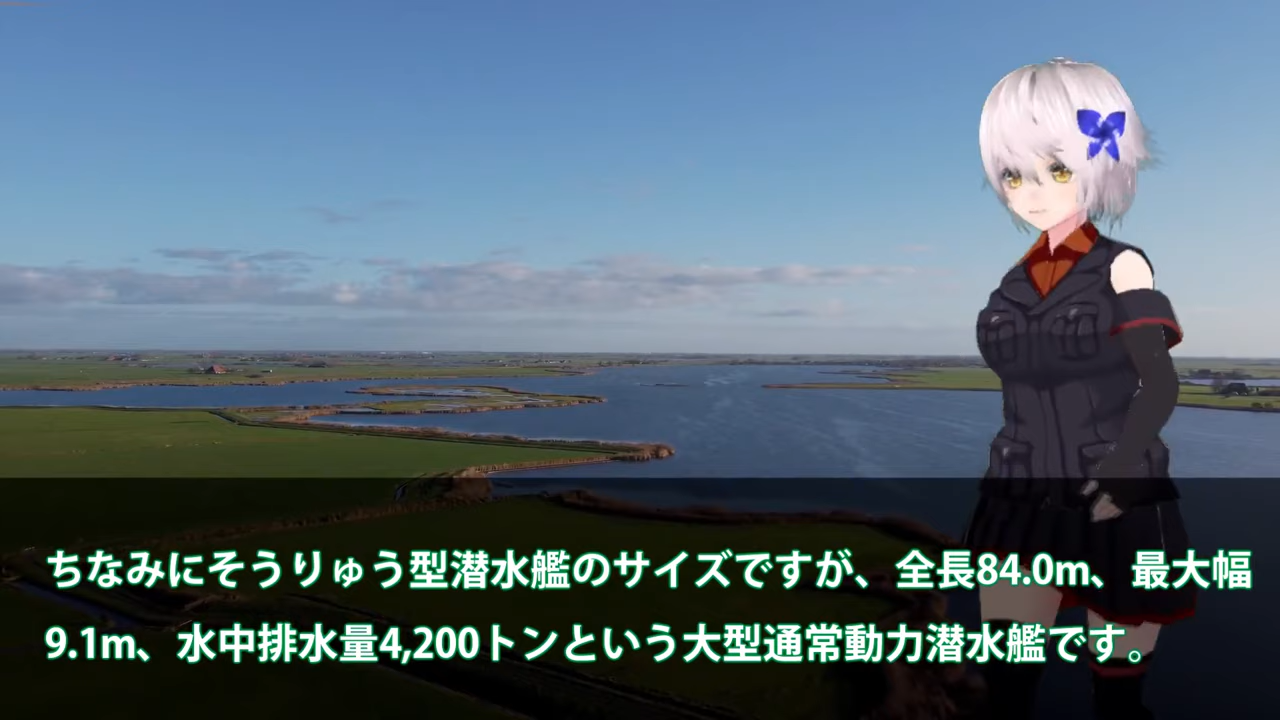 ちなみにそうりゅう型潜水艦のサイズですが、全長84.0m、最大幅
9.1m、水中排水量4,200トンという大型通常動力潜水艦です。